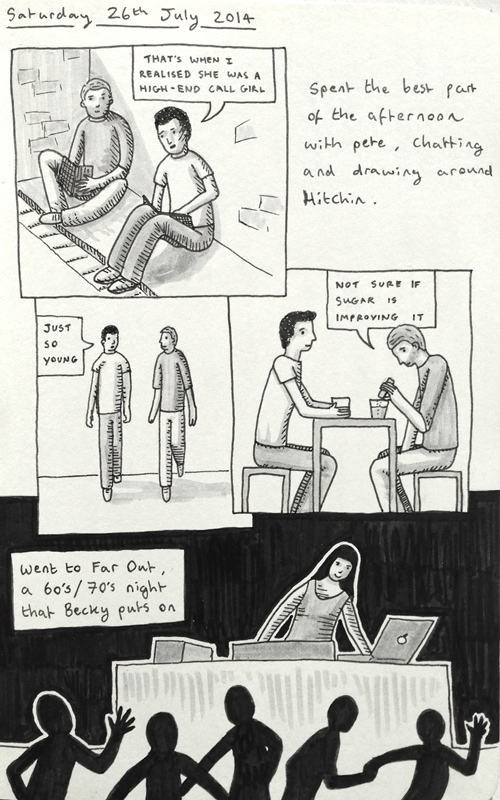 Saturday 26th July 2014
THAT'S WHEN I
REALISED SHE WAS A
HIGH-END CALL GIRL
Spent the best part
of the afternoon
with pete, chatting
and drawing around
Hitchin.
JUST
SO
YOUNG
NOT SURE IF
SUGAR IS
IMPROVING IT
Went to Far Out,
a 60's/70's night
that Becky puts on